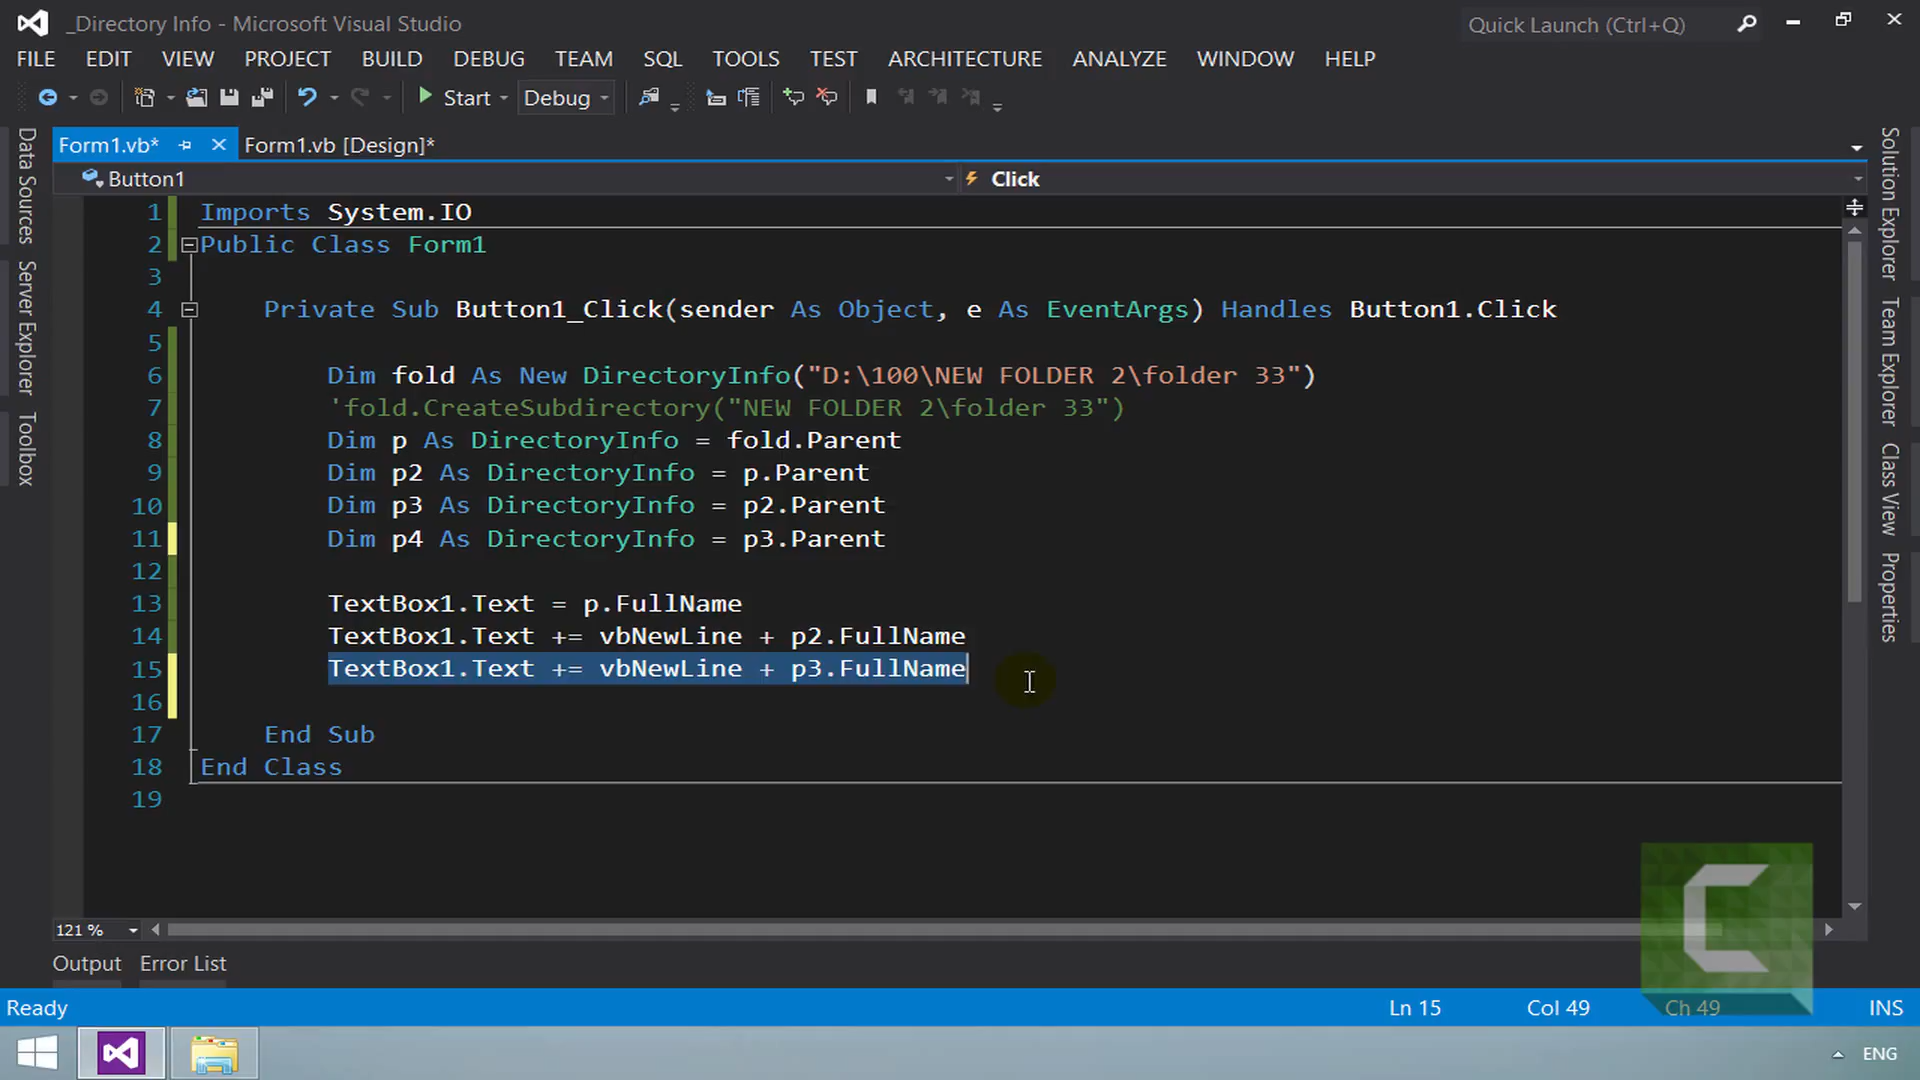 _Directory Info - Microsoft Visual Studio
Quick Launch (Ctrl+Q)
FILE EDIT VIEW PROJECT BUILD DEBUG TEAM SQL TOOLS TEST ARCHITECTURE ANALYZE WINDOW HELP
Start Debug
Form1.vb* Form1.vb [Design]*
Button1 Click
1 Imports System.IO
2 Public Class Form1
3
4 Private Sub Button1_Click(sender As Object, e As EventArgs) Handles Button1.Click
5
6 Dim fold As New DirectoryInfo("D:\100\NEW FOLDER 2\folder 33")
7 'fold.CreateSubdirectory("NEW FOLDER 2\folder 33")
8 Dim p As DirectoryInfo = fold.Parent
9 Dim p2 As DirectoryInfo = p.Parent
10 Dim p3 As DirectoryInfo = p2.Parent
11 Dim p4 As DirectoryInfo = p3.Parent
12
13 TextBox1.Text = p.FullName
14 TextBox1.Text += vbNewLine + p2.FullName
15 TextBox1.Text += vbNewLine + p3.FullName
16
17 End Sub
18 End Class
19
Data Sources
Server Explorer
Toolbox
Solution Explorer
Team Explorer
Class View
Properties
121 %
Output Error List
Ready Ln 15 Col 49 Ch 49 INS
ENG